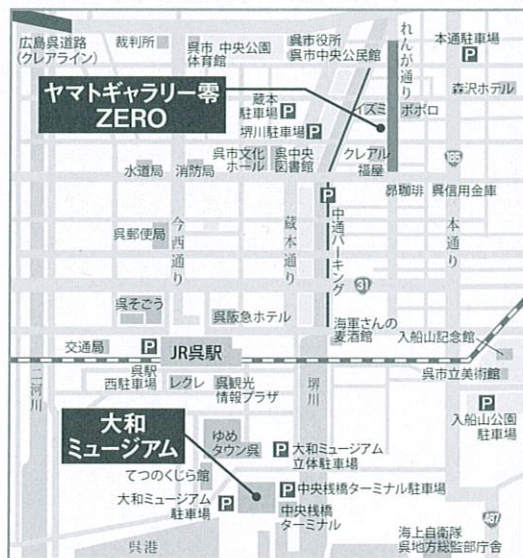 広島呉道路
(クレアライン)
裁判所
呉市 中央公園
体育館
呉市役所
呉市中央公民館
れんが通り
本通駐車場
P
森沢ホテル
ヤマトギャラリー零
ZERO
蔵本
駐車場 P
堺川駐車場 P
イズミ
ポポロ
185
水道局
消防局
呉市文化
ホール
呉中央
図書館
クレアル
福屋
P
昴珈琲
呉信用金庫
呉郵便局
今西通り
蔵本通り
中通パーキング
本通り
31
呉そごう
呉阪急ホテル
海軍さんの
麦酒館
入船山記念館
交通局
P
JR呉駅
呉駅
西駐車場
レクレ
呉観光
情報プラザ
呉市立美術館
二河川
堺川
P
入船山公園
駐車場
大和
ミュージアム
ゆめ
タウン呉
P 大和ミュージアム
立体駐車場
てつのくじら館
大和ミュージアム
駐車場
P
P 中央桟橋ターミナル駐車場
中央桟橋
ターミナル
487
呉港
海上自衛隊
呉地方総監部庁舎